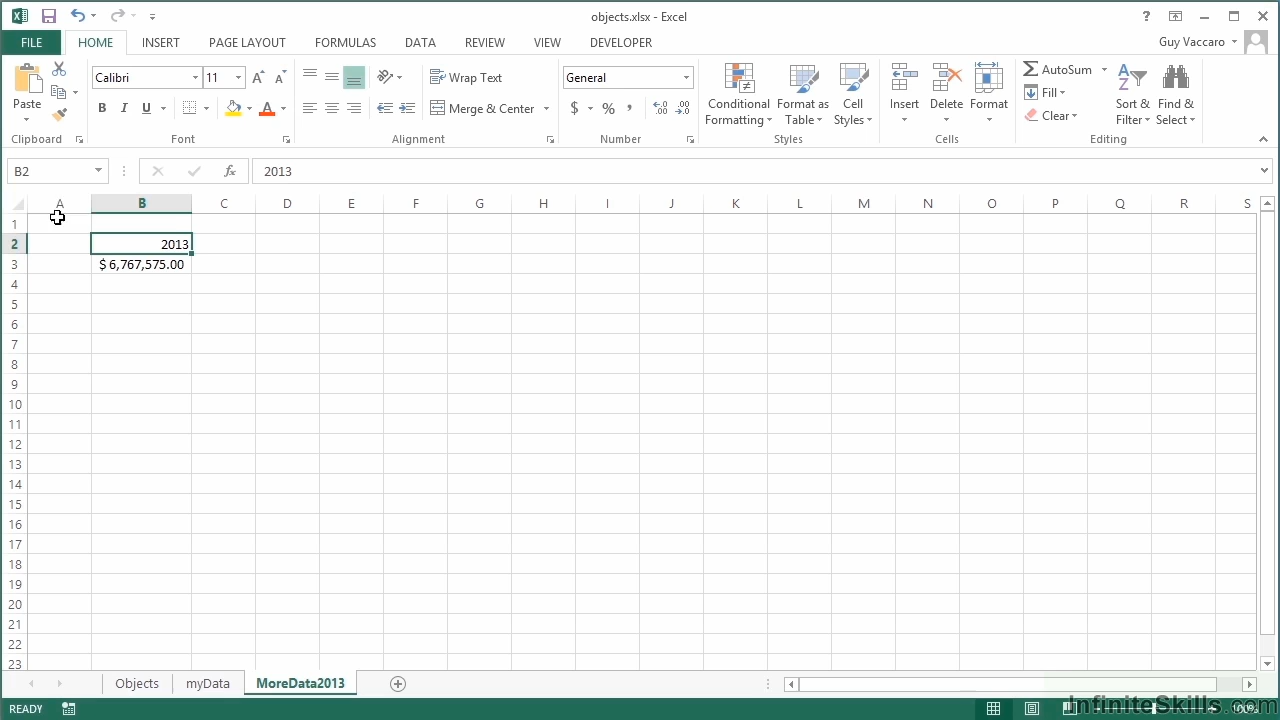 objects.xlsx - Excel
?
FILE
HOME
INSERT
PAGE LAYOUT
FORMULAS
DATA
REVIEW
VIEW
DEVELOPER
Guy Vaccaro
Paste
Clipboard
Calibri
11
A A
B I U
A
Font
Wrap Text
Merge & Center
Alignment
General
$ % ,
Number
Conditional
Formatting
Format as
Table
Cell
Styles
Styles
Insert
Delete
Format
Cells
AutoSum
Fill
Clear
Sort &
Filter
Find &
Select
Editing
B2
fx
2013
A B C D E F G H I J K L M N O P Q R S
1
2 2013
3 $ 6,767,575.00
4
5
6
7
8
9
10
11
12
13
14
15
16
17
18
19
20
21
22
23
Objects
myData
MoreData2013
READY
100%
InfiniteSkills.com